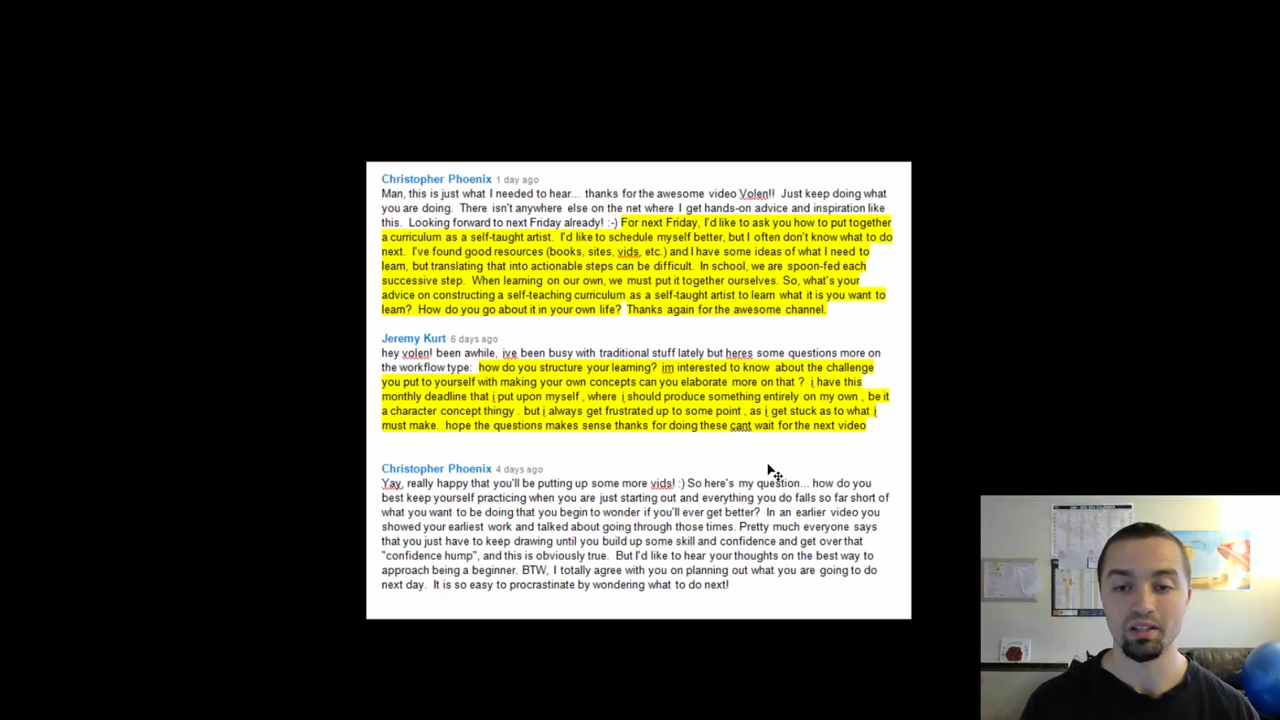 Christopher Phoenix 1 day ago
Man, this is just what I needed to hear... thanks for the awesome video Volen!! Just keep doing what
you are doing. There isn't anywhere else on the net where I get hands-on advice and inspiration like
this. Looking forward to next Friday already! :-) For next Friday, I'd like to ask you how to put together
a curriculum as a self-taught artist. I'd like to schedule myself better, but I often don't know what to do
next. I've found good resources (books, sites, vids, etc.) and I have some ideas of what I need to
learn, but translating that into actionable steps can be difficult. In school, we are spoon-fed each
successive step. When learning on our own, we must put it together ourselves. So, what's your
advice on constructing a self-teaching curriculum as a self-taught artist to learn what it is you want to
learn? How do you go about it in your own life? Thanks again for the awesome channel.
Jeremy Kurt 6 days ago
hey volen! been awhile, ive been busy with traditional stuff lately but heres some questions more on
the workflow type: how do you structure your learning? im interested to know about the challenge
you put to yourself with making your own concepts can you elaborate more on that ? i have this
monthly deadline that i put upon myself , where i should produce something entirely on my own , be it
a character concept thingy . but i always get frustrated up to some point , as i get stuck as to what i
must make. hope the questions makes sense thanks for doing these cant wait for the next video
Christopher Phoenix 4 days ago
Yay, really happy that you'll be putting up some more vids! :) So here's my question... how do you
best keep yourself practicing when you are just starting out and everything you do falls so far short of
what you want to be doing that you begin to wonder if you'll ever get better? In an earlier video you
showed your earliest work and talked about going through those times. Pretty much everyone says
that you just have to keep drawing until you build up some skill and confidence and get over that
"confidence hump", and this is obviously true. But I'd like to hear your thoughts on the best way to
approach being a beginner. BTW, I totally agree with you on planning out what you are going to do
next day. It is so easy to procrastinate by wondering what to do next!